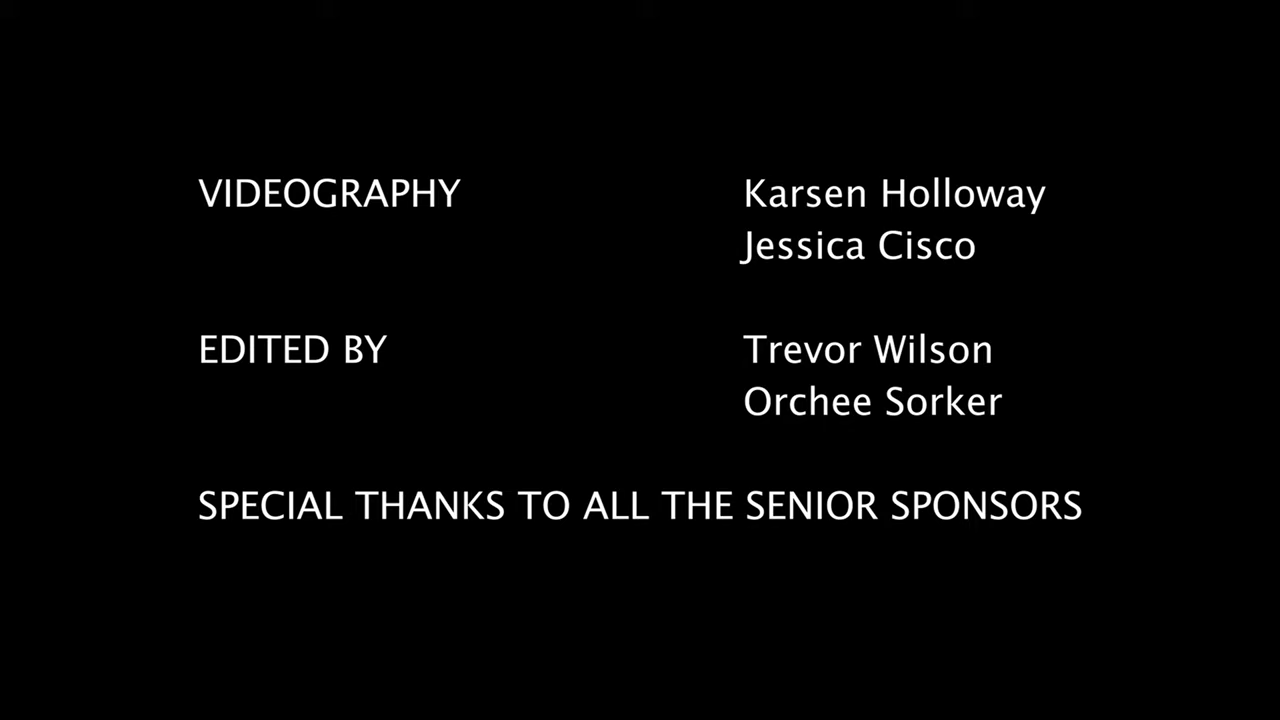 VIDEOGRAPHY Karsen Holloway
Jessica Cisco
EDITED BY Trevor Wilson
Orchee Sorker
SPECIAL THANKS TO ALL THE SENIOR SPONSORS